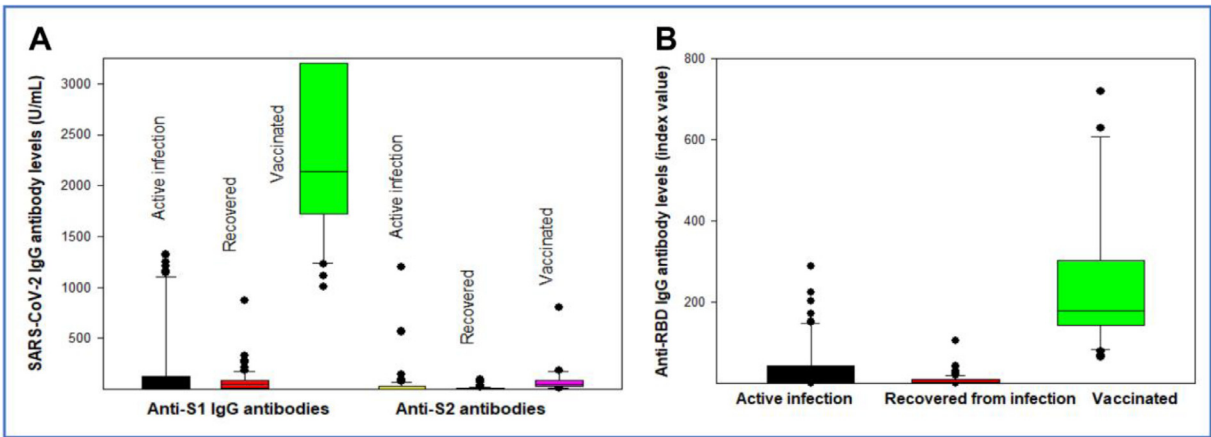 A
SARS-CoV-2 IgG antibody levels (U/mL)
3000
2500
2000
1500
1000
500
Active infection
Recovered
Vaccinated
Active infection
Recovered
Vaccinated
Anti-S1 IgG antibodies
Anti-S2 antibodies
B
Anti-RBD IgG antibody levels (index value)
800
600
400
200
Active infection
Recovered from infection
Vaccinated